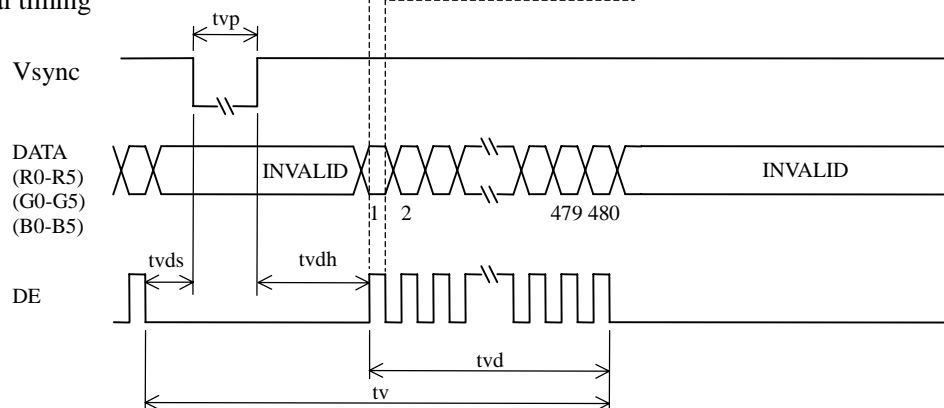 timing
tvp
Vsync
DATA
(R0-R5)
(G0-G5)
(B0-B5)
INVALID
INVALID
1 2 479 480
tvds
tvdh
DE
tvd
tv